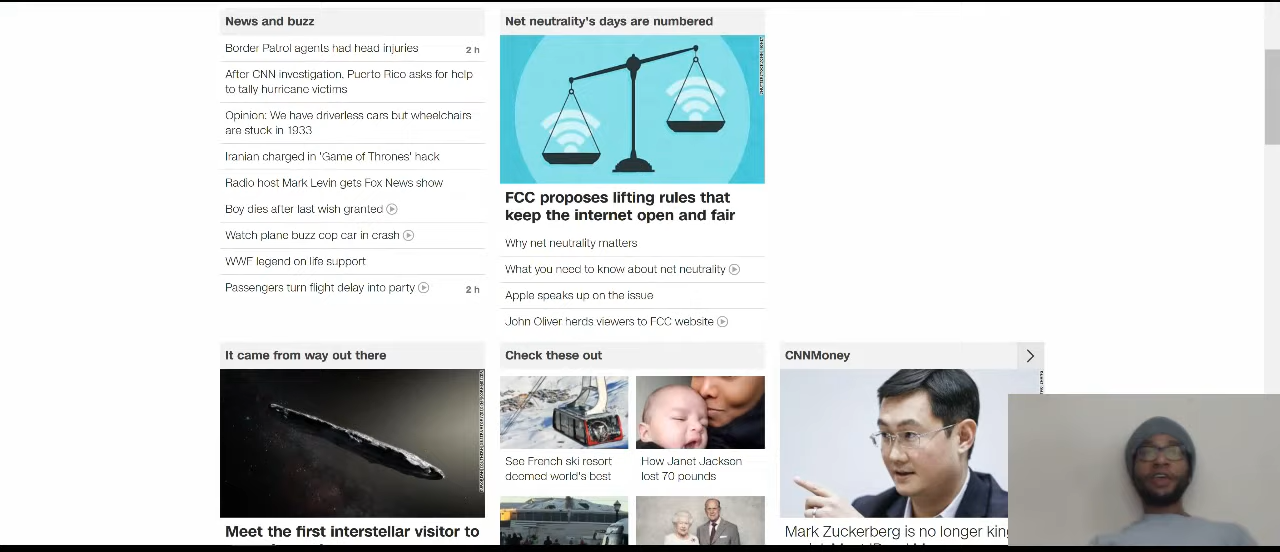 News and buzz
Border Patrol agents had head injuries
2 h
After CNN investigation, Puerto Rico asks for help
to tally hurricane victims
Opinion: We have driverless cars but wheelchairs
are stuck in 1933
Iranian charged in 'Game of Thrones' hack
Radio host Mark Levin gets Fox News show
Boy dies after last wish granted
Watch plane buzz cop car in crash
WWF legend on life support
Passengers turn flight delay into party
2 h
Net neutrality's days are numbered
FCC proposes lifting rules that
keep the internet open and fair
Why net neutrality matters
What you need to know about net neutrality
Apple speaks up on the issue
John Oliver herds viewers to FCC website
It came from way out there
Meet the first interstellar visitor to
Check these out
See French ski resort
deemed world's best
How Janet Jackson
lost 70 pounds
CNNMoney
Mark Zuckerberg is no longer king